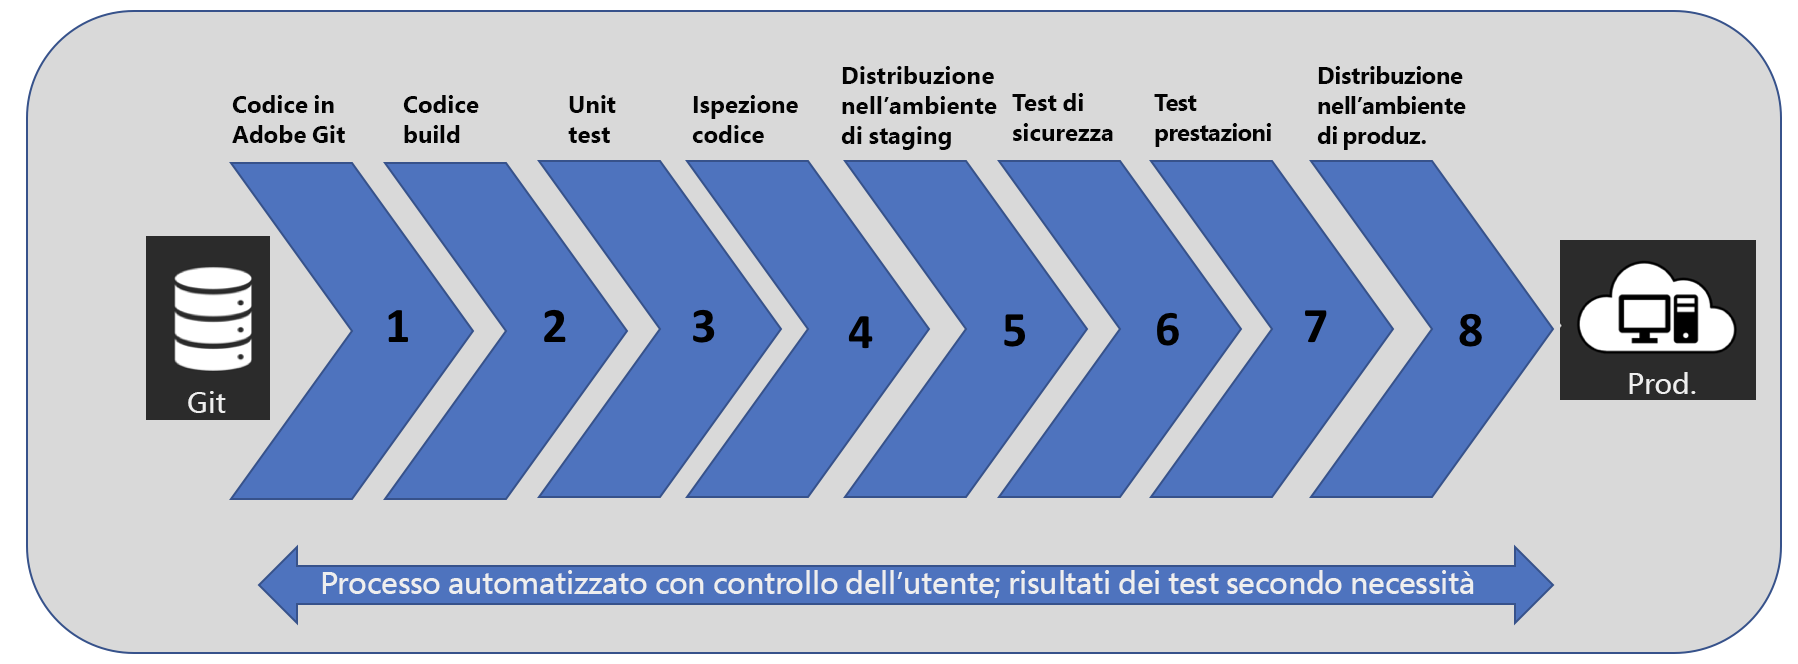 Codice in
Adobe Git
Codice
build
Unit
test
Ispezione
codice
Distribuzione
nell’ambiente
di staging
Test di
sicurezza
Test
prestazioni
Distribuzione
nell’ambiente
di produz.
1
2
3
4
5
6
7
8
Git
Prod.
Processo automatizzato con controllo dell’utente; risultati dei test secondo necessità